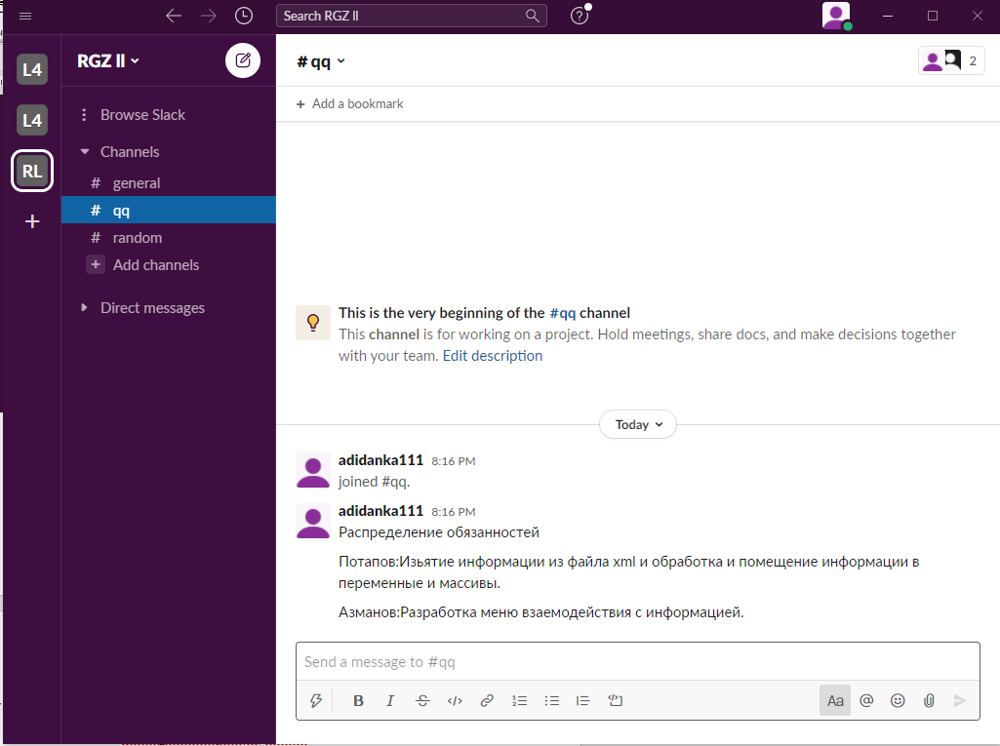 Search RGZ ll
L4
L4
RL
RGZ ll
Browse Slack
Channels
# general
# qq
# random
+ Add channels
Direct messages
# qq
2
+ Add a bookmark
This is the very beginning of the #qq channel
This channel is for working on a project. Hold meetings, share docs, and make decisions together
with your team. Edit description
Today
adidanka111 8:16 PM
joined #qq.
adidanka111 8:16 PM
Распределение обязанностей
Потапов:Изьятие информации из файла xml и обработка и помещение информации в
переменные и массивы.
Азманов:Разработка меню взаемодействия с информацией.
Send a message to #qq
B I S </> Aa @